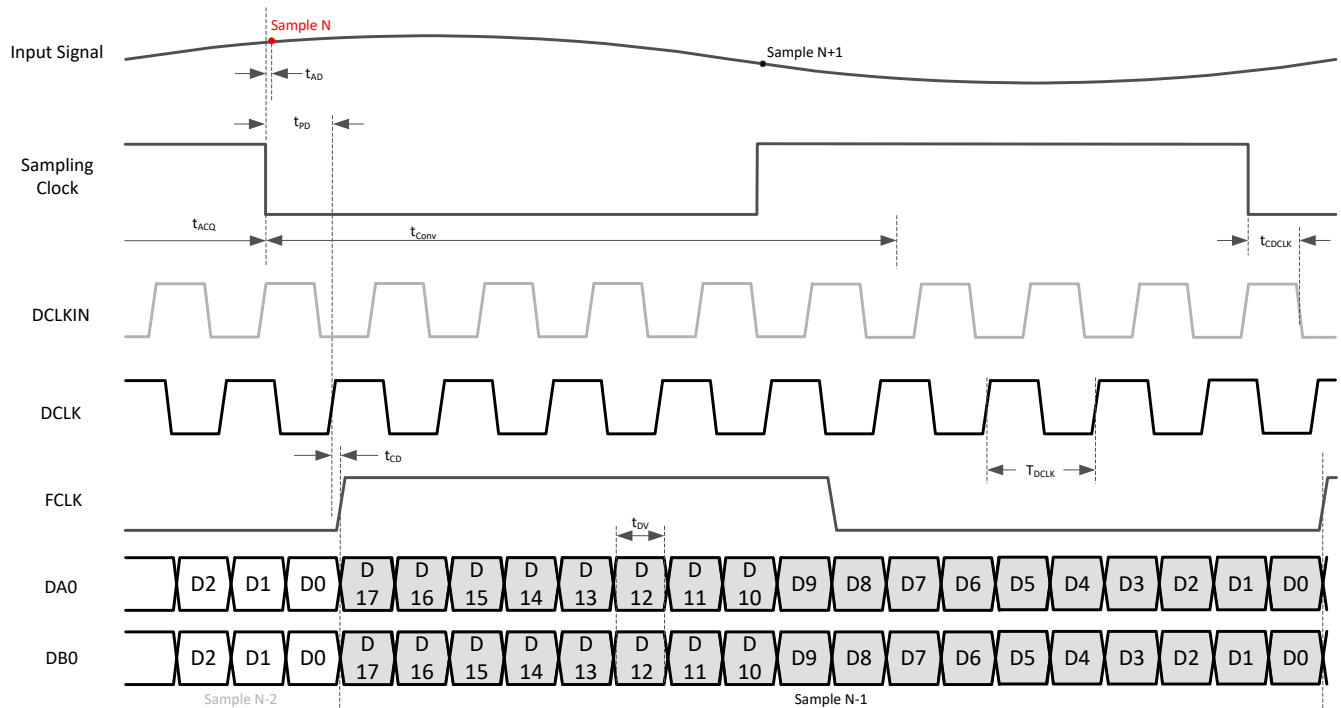 Sample N
Input Signal
Sample N+1
tAD
tPD
Sampling
Clock
tACQ
tConv
tCDCLK
DCLKIN
DCLK
tCD
TDCLK
FCLK
tDV
DA0
D2 D1 D0 D 17 D 16 D 15 D 14 D 13 D 12 D 11 D 10 D9 D8 D7 D6 D5 D4 D3 D2 D1 D0
DB0
D2 D1 D0 D 17 D 16 D 15 D 14 D 13 D 12 D 11 D 10 D9 D8 D7 D6 D5 D4 D3 D2 D1 D0
Sample N-2
Sample N-1